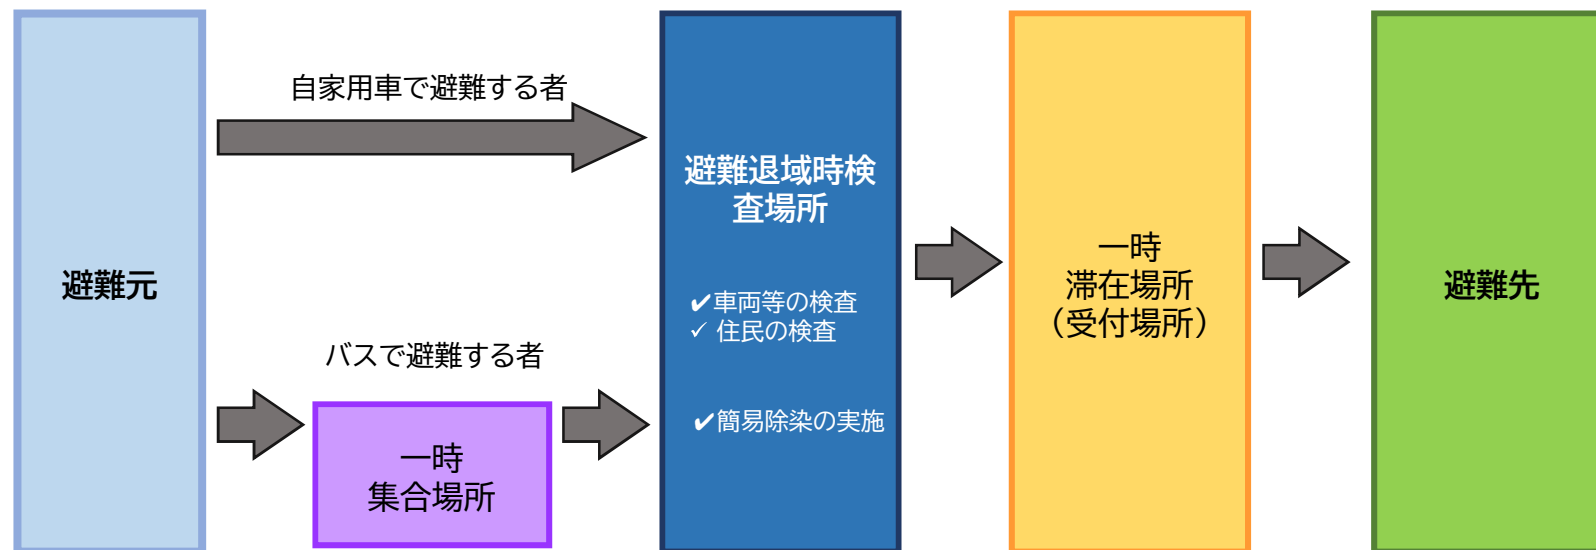 避難元
自家用車で避難する者
バスで避難する者
一時
集合場所
避難退域時検
査場所
✔車両等の検査
✓ 住民の検査
✔簡易除染の実施
一時
滞在場所
（受付場所）
避難先